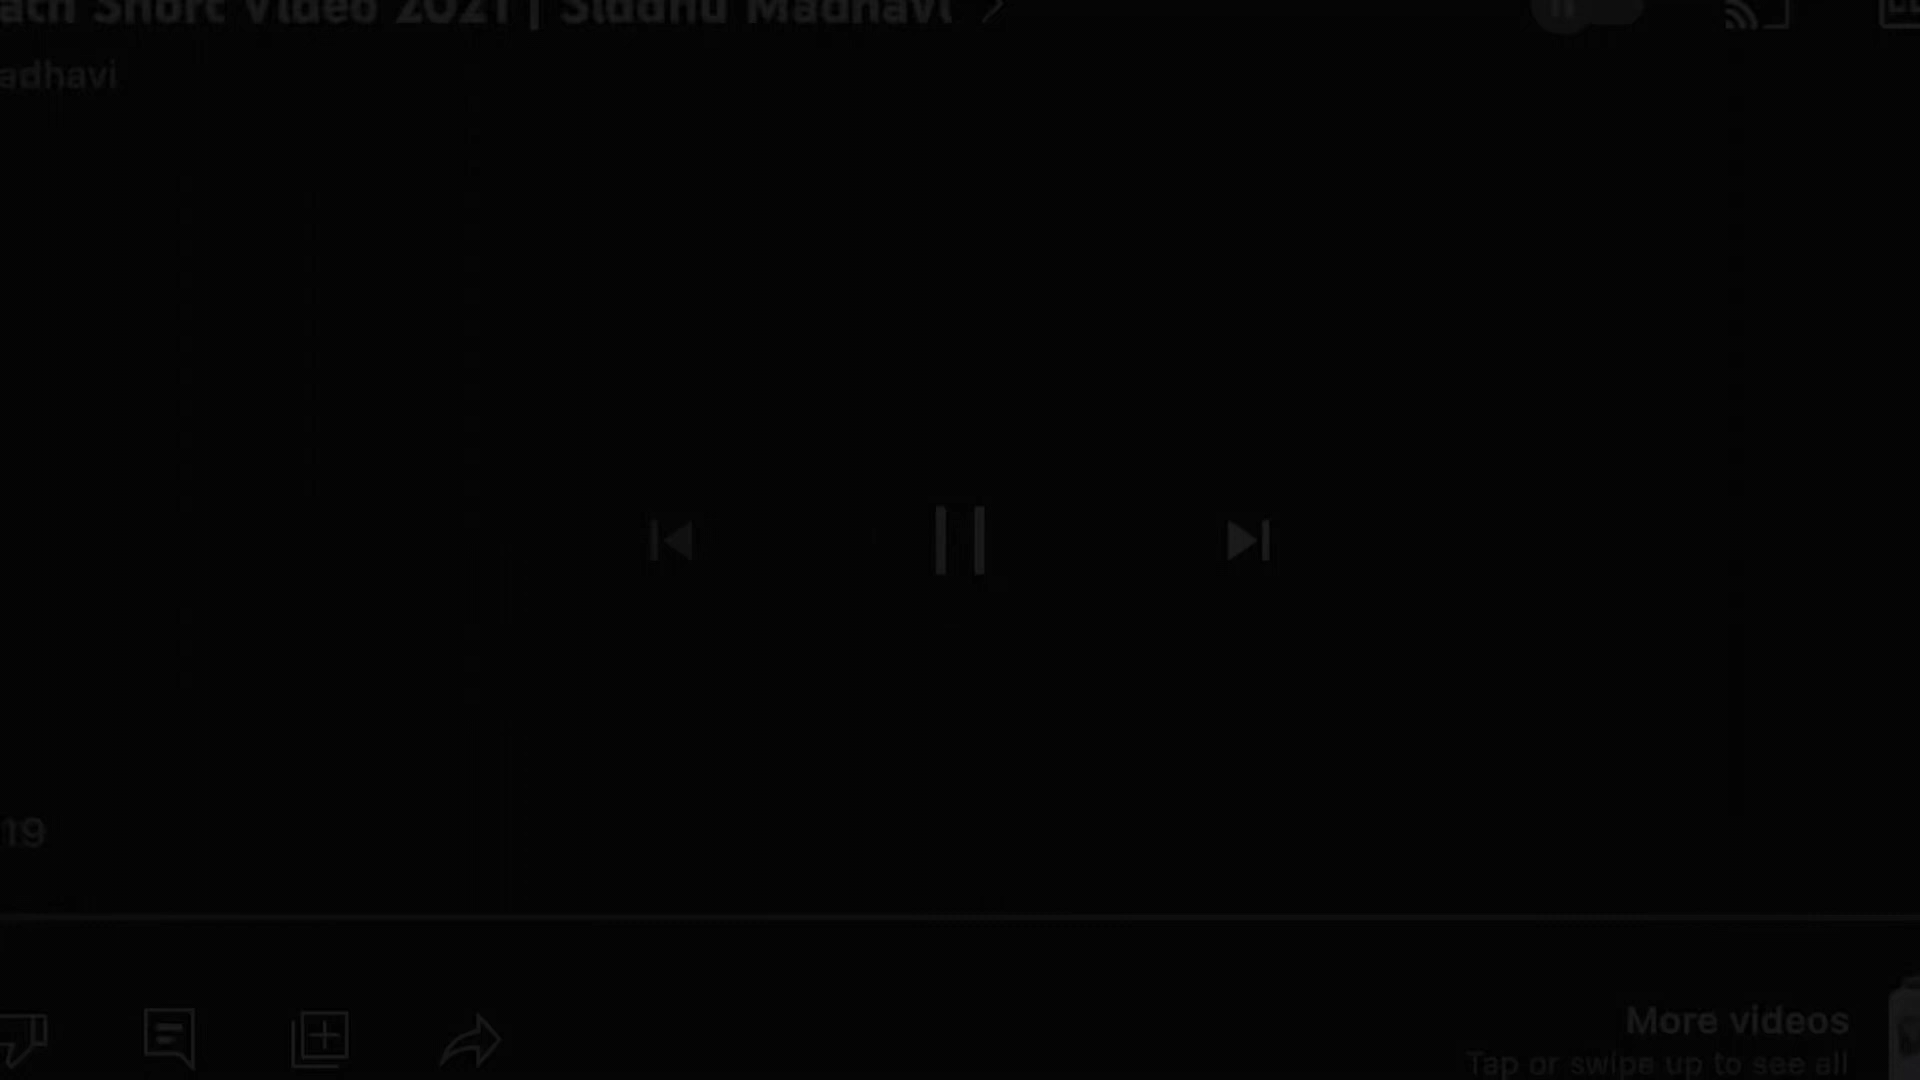 Short Video 2021 | Siddhu Madhavi
adhavi
19
More videos
Tap or swipe up to see all